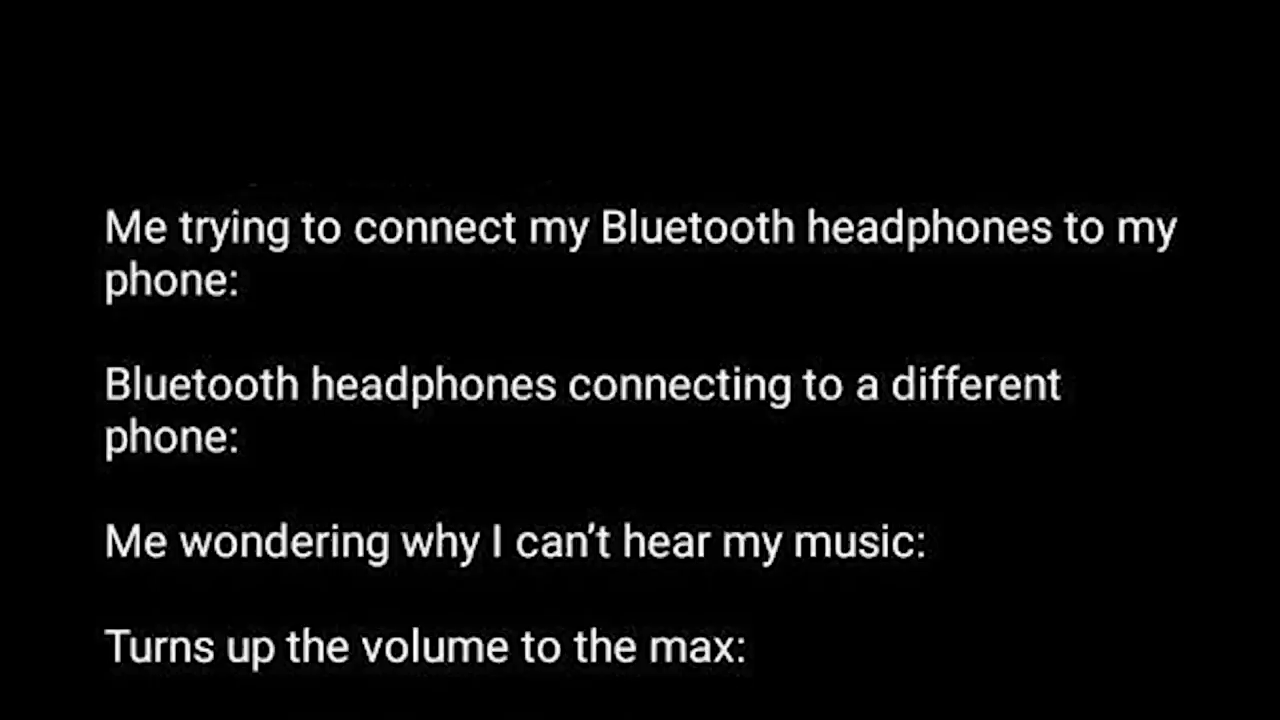 Me trying to connect my Bluetooth headphones to my
phone:
Bluetooth headphones connecting to a different
phone:
Me wondering why I can’t hear my music:
Turns up the volume to the max: